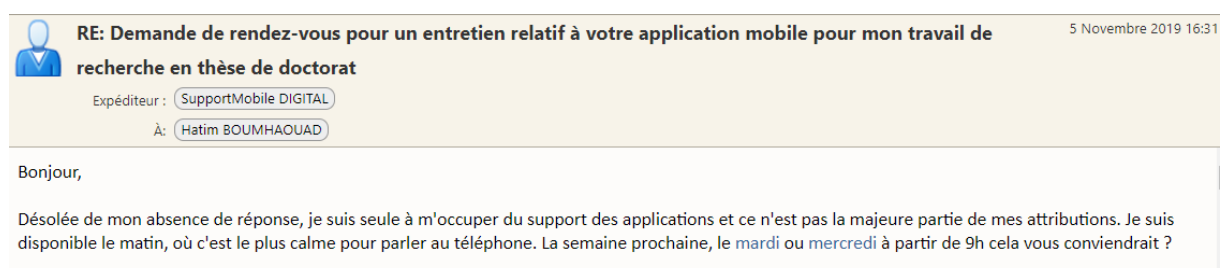 RE: Demande de rendez-vous pour un entretien relatif à votre application mobile pour mon travail de
5 Novembre 2019 16:31
recherche en thèse de doctorat
Expéditeur : SupportMobile DIGITAL
À: Hatim BOUMHAOUAD
Bonjour,
Désolée de mon absence de réponse, je suis seule à m'occuper du support des applications et ce n'est pas la majeure partie de mes attributions. Je suis
disponible le matin, où c'est le plus calme pour parler au téléphone. La semaine prochaine, le mardi ou mercredi à partir de 9h cela vous conviendrait ?